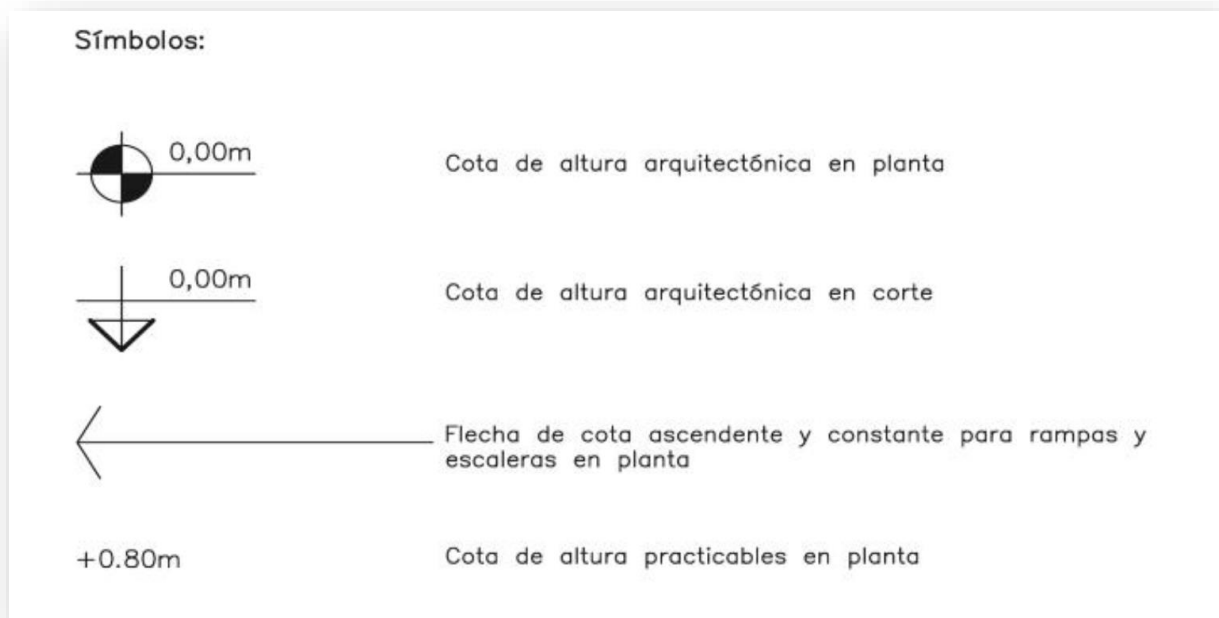 Símbolos:
0,00m
Cota de altura arquitectónica en planta
0,00m
Cota de altura arquitectónica en corte
Flecha de cota ascendente y constante para rampas y
escaleras en planta
+0.80m
Cota de altura practicables en planta